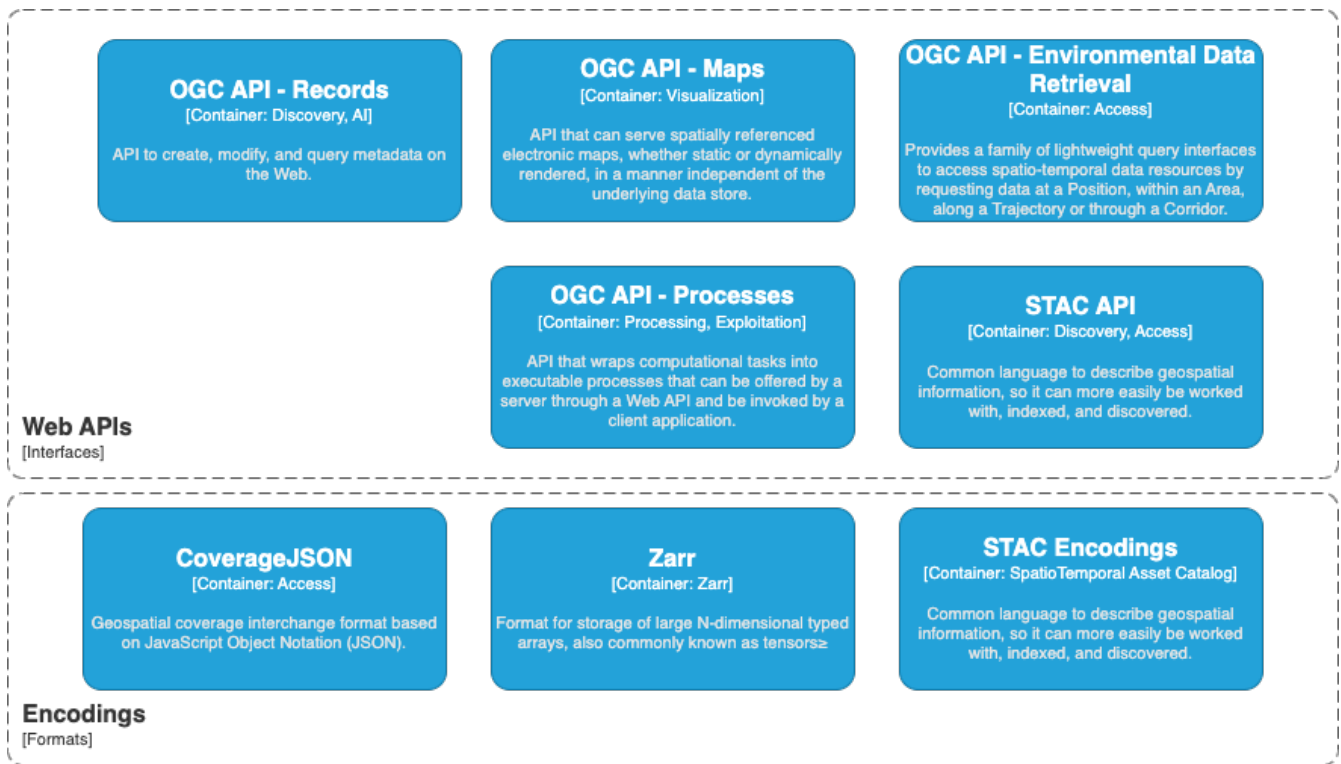 OGC API - Records
[Container: Discovery, AI]
API to create, modify, and query metadata on
the Web.
OGC API - Maps
[Container: Visualization]
API that can serve spatially referenced
electronic maps, whether static or dynamically
rendered, in a manner independent of the
underlying data store.
OGC API - Environmental Data
Retrieval
[Container: Access]
Provides a family of lightweight query interfaces
to access spatio-temporal data resources by
requesting data at a Position, within an Area,
along a Trajectory or through a Corridor.
OGC API - Processes
[Container: Processing, Exploitation]
API that wraps computational tasks into
executable processes that can be offered by a
server through a Web API and be invoked by a
client application.
STAC API
[Container: Discovery, Access]
Common language to describe geospatial
information, so it can more easily be worked
with, indexed, and discovered.
Web APIs
[Interfaces]
CoverageJSON
[Container: Access]
Geospatial coverage interchange format based
on JavaScript Object Notation (JSON).
Zarr
[Container: Zarr]
Format for storage of large N-dimensional typed
arrays, also commonly known as tensors≥
STAC Encodings
[Container: SpatioTemporal Asset Catalog]
Common language to describe geospatial
information, so it can more easily be worked
with, indexed, and discovered.
Encodings
[Formats]